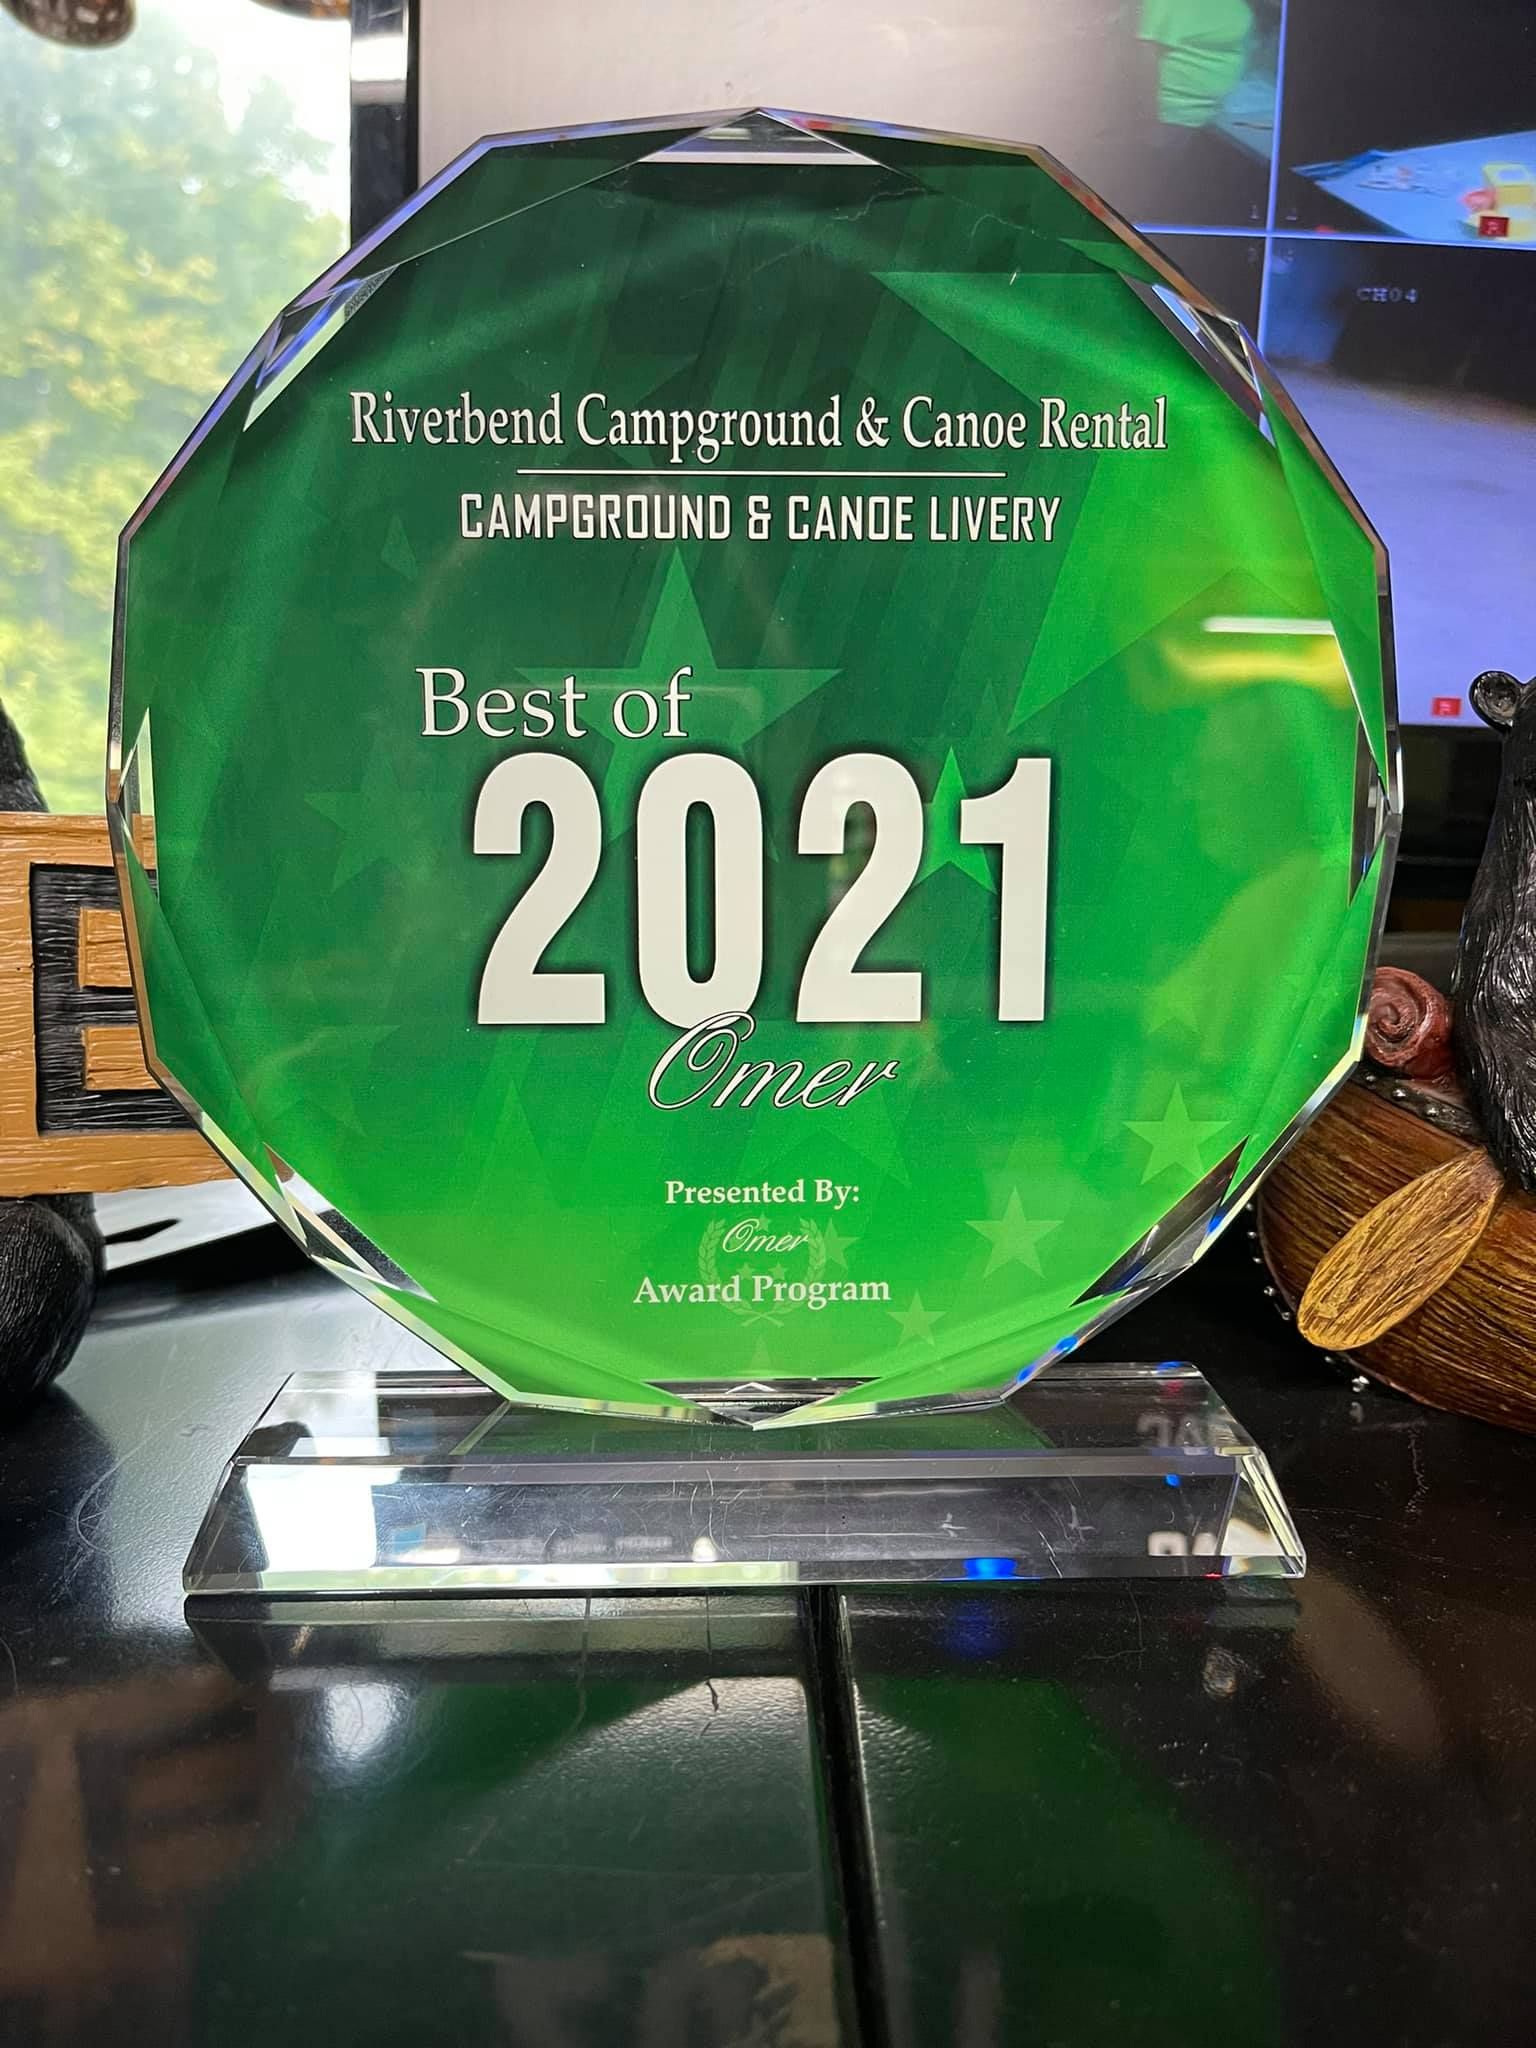 CH04
Riverbend Campground & Canoe Rental
CAMPGROUND & CANOE LIVERY
Best of
2021
Omer
E
Presented By:
Omer
Award Program